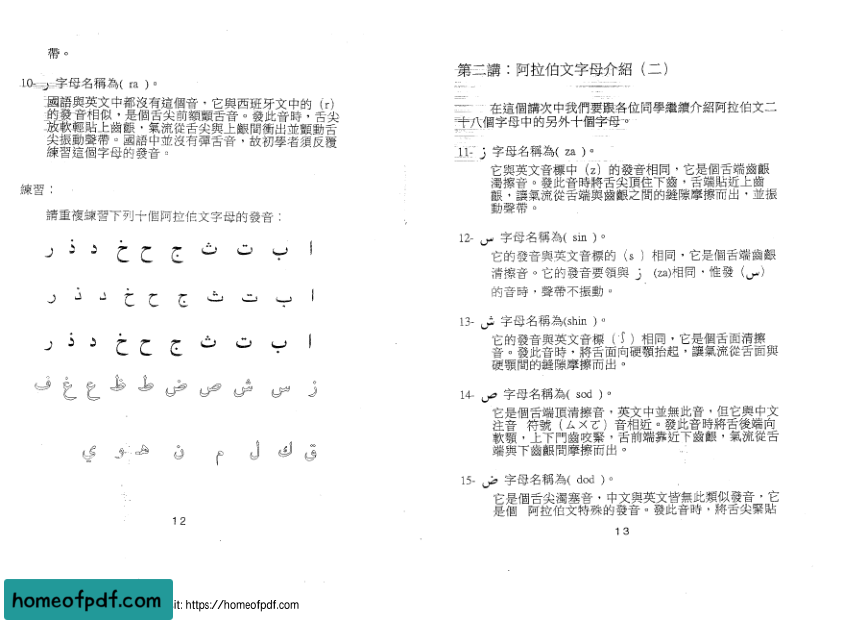 帶。
10- ر 字母名稱為( ra )。
國語與英文中都沒有這個音，它與西班牙文中的（r）
的發音相似，是個舌尖前齶顫舌音。發此音時，舌尖
放軟輕貼上齒齦，氣流從舌尖與上齦間衝出並顫動舌
尖振動聲帶。國語中並沒有彈舌音，故初學者須反覆
練習這個字母的發音。
練習：
請重複練習下列十個阿拉伯文字母的發音：
ا ب ت ث ج ح خ د ذ ر
ا ب ت ث ج ح خ د ذ ر
ا ب ت ث ج ح خ د ذ ر
ز س ش ص ض ط ظ ع غ ف
ق ك ل م ن هـ و ي
12
第二講：阿拉伯文字母介紹（二）
在這個講次中我們要跟各位同學繼續介紹阿拉伯文二
十八個字母中的另外十個字母。
11- ز 字母名稱為( za )。
它與英文音標中（z）的發音相同，它是個舌端齒齦
濁擦音。發此音時將舌尖頂住下齒，舌端貼近上齒
齦，讓氣流從舌端與齒齦之間的縫隙摩擦而出，並振
動聲帶。
12- س 字母名稱為( sin )。
它的發音與英文音標的（s ）相同，它是個舌端齒齦
清擦音。它的發音要領與 ز (za)相同，惟發（س）
的音時，聲帶不振動。
13- ش 字母名稱為(shin )。
它的發音與英文音標（ʃ ）相同，它是個舌面清擦
音。發此音時，將舌面向硬顎抬起，讓氣流從舌面與
硬顎間的縫隙摩擦而出。
14- ص 字母名稱為( sod )。
它是個舌端頂清擦音，英文中並無此音，但它與中文
注音 符號（ㄙㄨㄛ）音相近。發此音時將舌後端向
軟顎，上下門齒咬緊，舌前端靠近下齒齦，氣流從舌
端與下齒齦間摩擦而出。
15- ض 字母名稱為( dod )。
它是個舌尖濁塞音，中文與英文皆無此類似發音，它
是個 阿拉伯文特殊的發音。發此音時，將舌尖緊貼
13
homeofpdf.com
it: https://homeofpdf.com